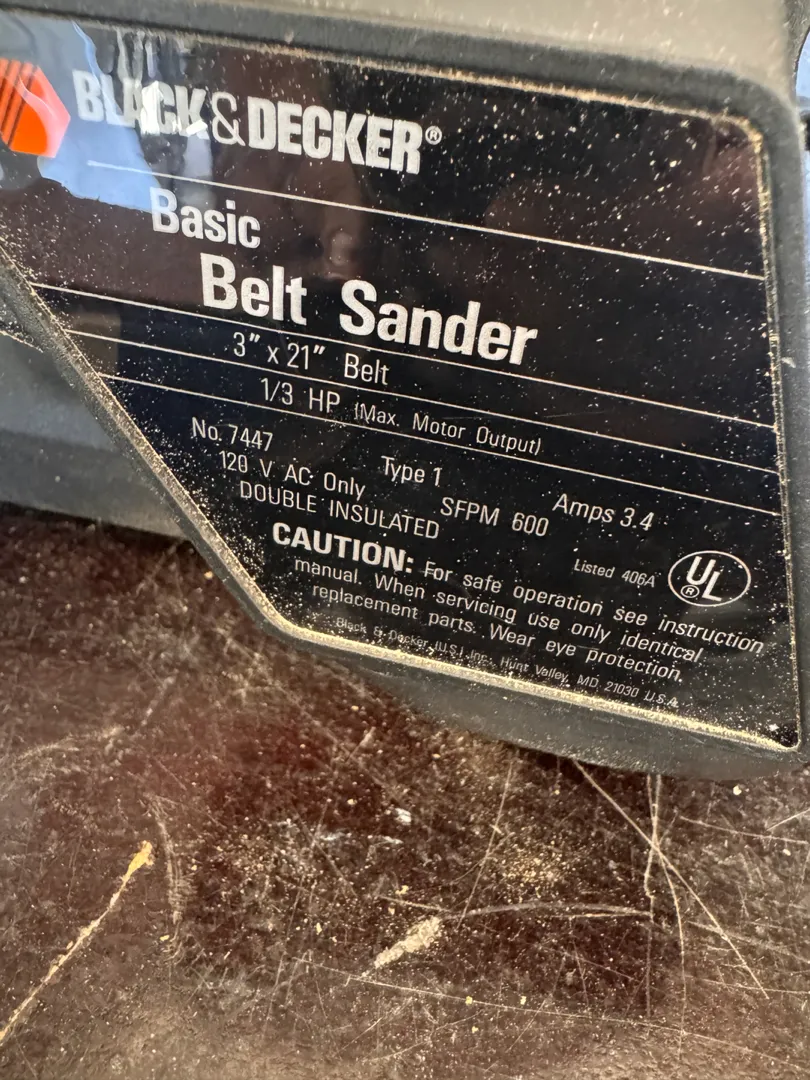 BLACK&DECKER®
Basic
Belt Sander
3" x 21" Belt
1/3 HP (Max. Motor Output)
No. 7447 Type 1 Amps 3.4
120 V AC Only SFPM 600
DOUBLE INSULATED
Listed 406A UL ®
CAUTION: For safe operation see instruction
manual. When servicing use only identical
replacement parts. Wear eye protection.
Black & Decker (U.S.) Inc., Hunt Valley, MD 21030 U.S.A.